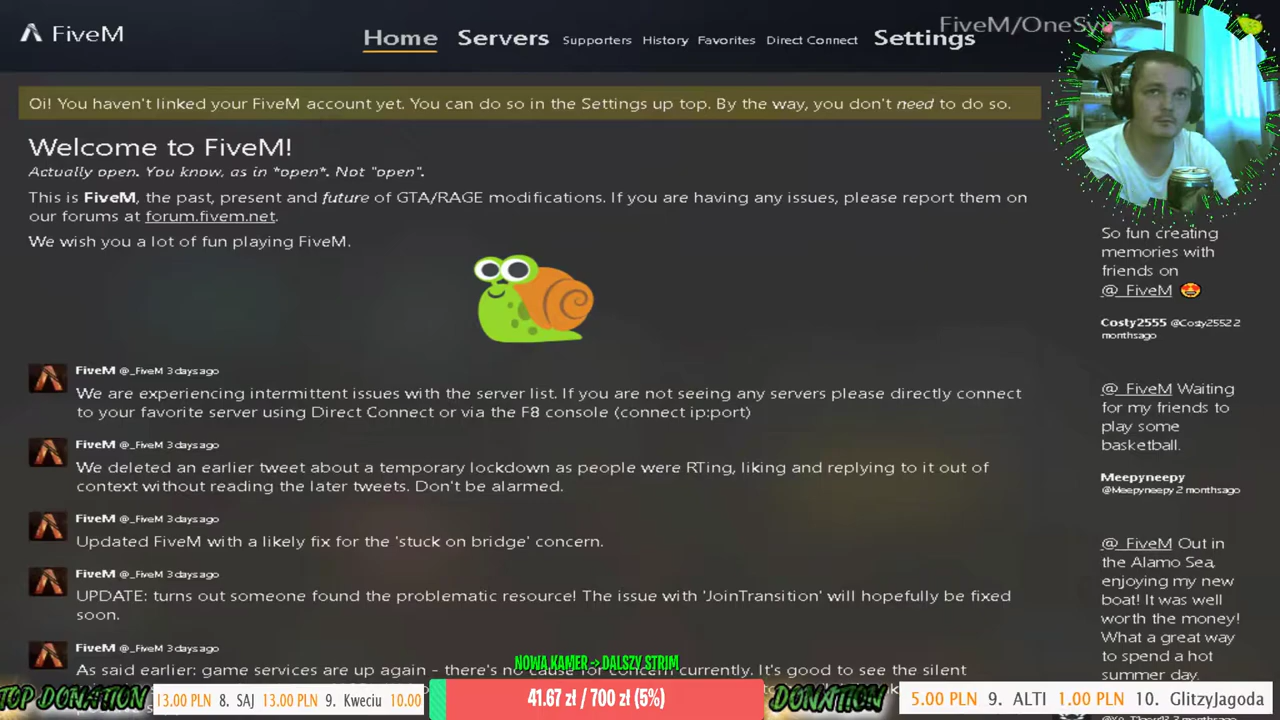 FiveM
Home Servers Supporters History Favorites Direct Connect Settings
FiveM/OneSy
Oi! You haven't linked your FiveM account yet. You can do so in the Settings up top. By the way, you don't need to do so.
Welcome to FiveM!
Actually open. You know, as in *open*. Not "open".
This is FiveM, the past, present and future of GTA/RAGE modifications. If you are having any issues, please report them on
our forums at forum.fivem.net.
We wish you a lot of fun playing FiveM.
FiveM @_FiveM 3 days ago
We are experiencing intermittent issues with the server list. If you are not seeing any servers please directly connect
to your favorite server using Direct Connect or via the F8 console (connect ip:port)
FiveM @_FiveM 3 days ago
We deleted an earlier tweet about a temporary lockdown as people were RTing, liking and replying to it out of
context without reading the later tweets. Don't be alarmed.
FiveM @_FiveM 3 days ago
Updated FiveM with a likely fix for the 'stuck on bridge' concern.
FiveM @_FiveM 3 days ago
UPDATE: turns out someone found the problematic resource! The issue with 'JoinTransition' will hopefully be fixed
soon.
FiveM @_FiveM 3 days ago
As said earlier: game services are up again - there's no cause for concern currently. It's good to see the silent
So fun creating
memories with
friends on
@_FiveM 😍
Costy2555 @Costy2552 2
months ago
@_FiveM Waiting
for my friends to
play some
basketball.
Meepyneepy
@Meepyneepy 2 months ago
@_FiveM Out in
the Alamo Sea,
enjoying my new
boat! It was well
worth the money!
What a great way
to spend a hot
summer day.
NOWA KAMER -> DALSZY STRIM
TOP DONATION
13.00 PLN 8. SAJ 13.00 PLN 9. Kweciu 10.00
41.67 zł / 700 zł (5%)
DONATION
5.00 PLN 9. ALTI 1.00 PLN 10. GlitzyJagoda